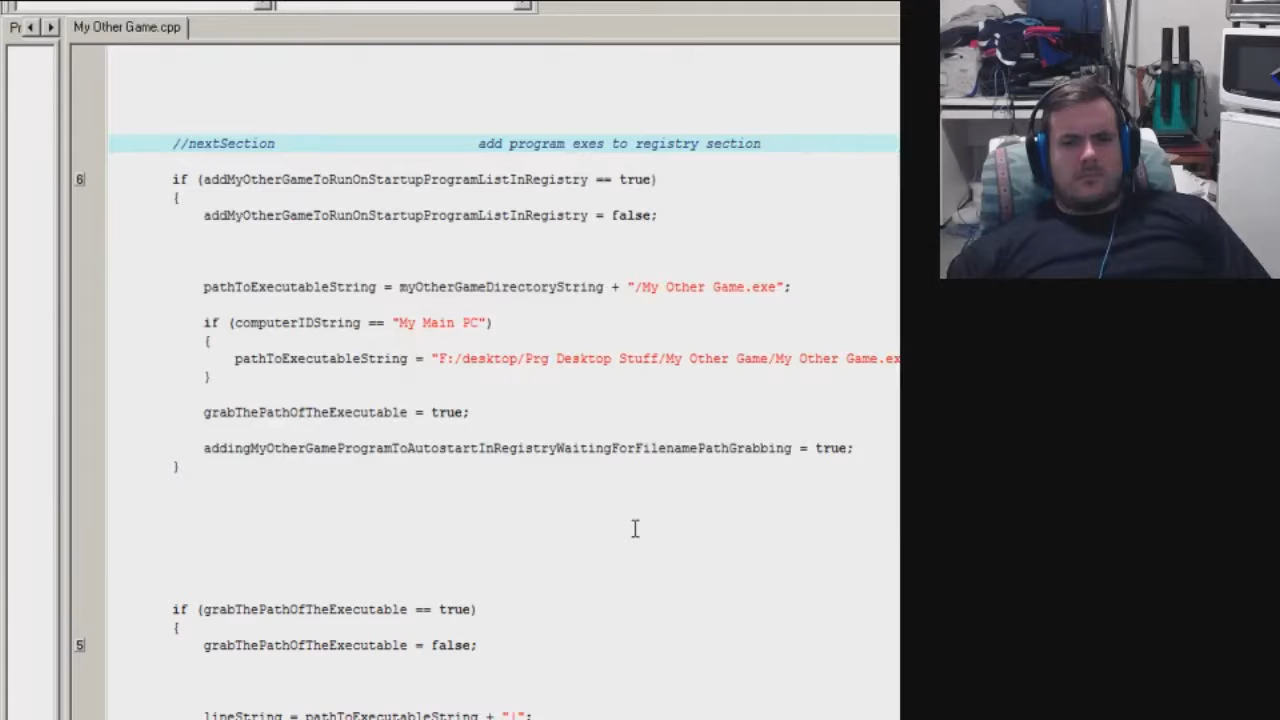 Pr
My Other Game.cpp
//nextSection add program exes to registry section
6
if (addMyOtherGameToRunOnStartupProgramListInRegistry == true)
{
addMyOtherGameToRunOnStartupProgramListInRegistry = false;
pathToExecutableString = myOtherGameDirectoryString + "/My Other Game.exe";
if (computerIDString == "My Main PC")
{
pathToExecutableString = "F:/desktop/Prg Desktop Stuff/My Other Game/My Other Game.ex
}
grabThePathOfTheExecutable = true;
addingMyOtherGameProgramToAutostartInRegistryWaitingForFilenamePathGrabbing = true;
}
if (grabThePathOfTheExecutable == true)
{
5
grabThePathOfTheExecutable = false;
lineString = pathToExecutableString + "|";